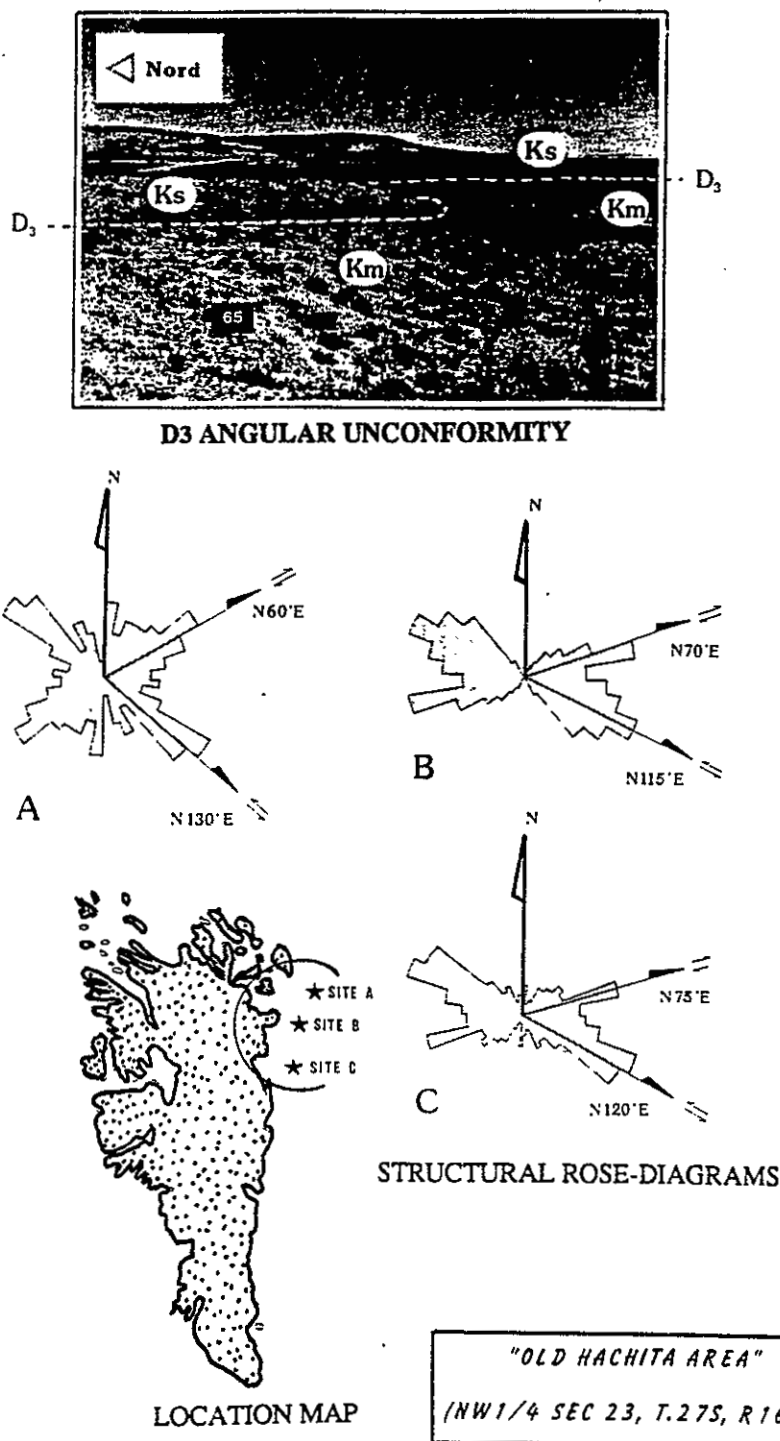 Nord
Ks
Ks
D₃
D₃
Km
Km
65
D3 ANGULAR UNCONFORMITY
N
N60°E
N130°E
A
N
N70°E
N115°E
B
N
N75°E
N120°E
C
SITE A
SITE B
SITE C
STRUCTURAL ROSE-DIAGRAMS
LOCATION MAP
"OLD HACHITA AREA"
(NW1/4 SEC 23, T.27S, R16